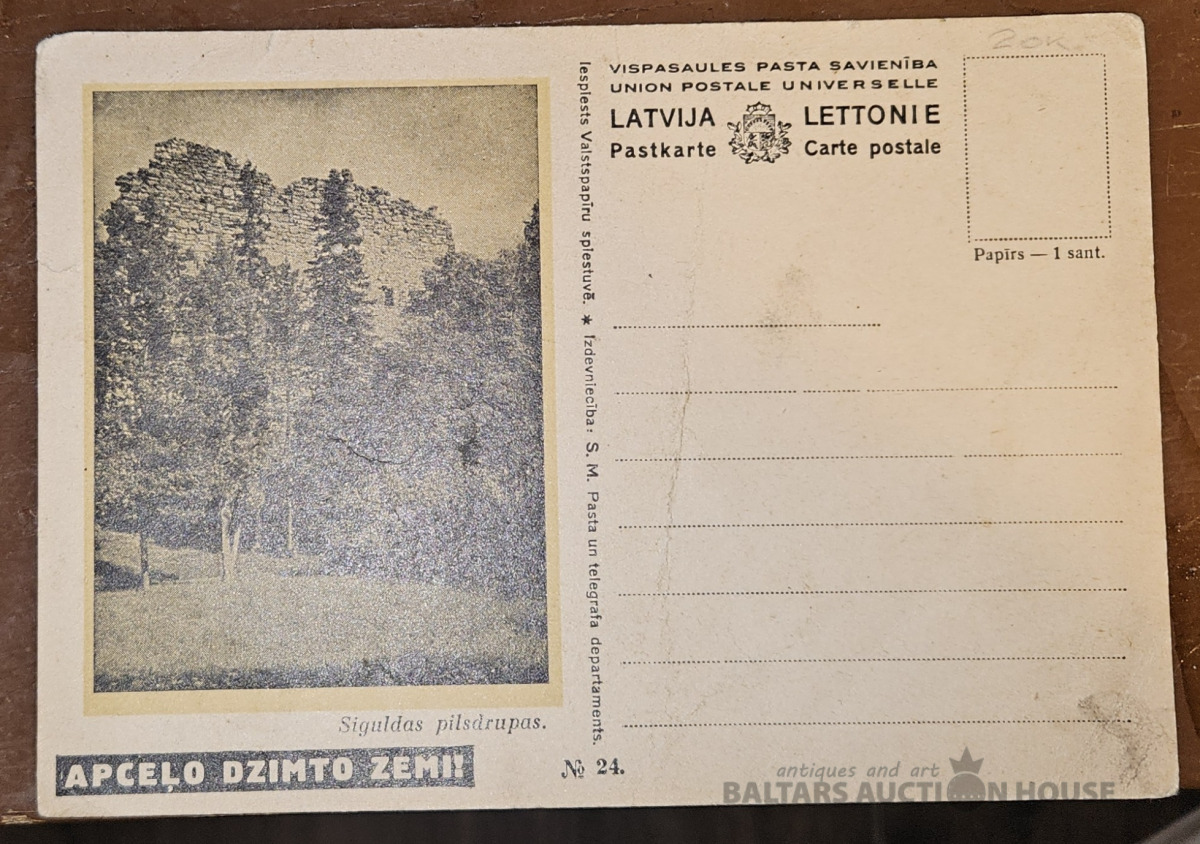 20k.
VISPASAULES PASTA SAVIENĪBA
UNION POSTALE UNIVERSELLE
LATVIJA LETTONIE
Pastkarte Carte postale
Papīrs — 1 sant.
Iespiests Valstspapīru spiestuvē. * Izdevniecība: S. M. Pasta un telegrafa departaments.
Siguldas pilsdrupas.
APCEĻO DZIMTO ZEMI!
№ 24.
antiques and art
BALTARS AUCTION HOUSE